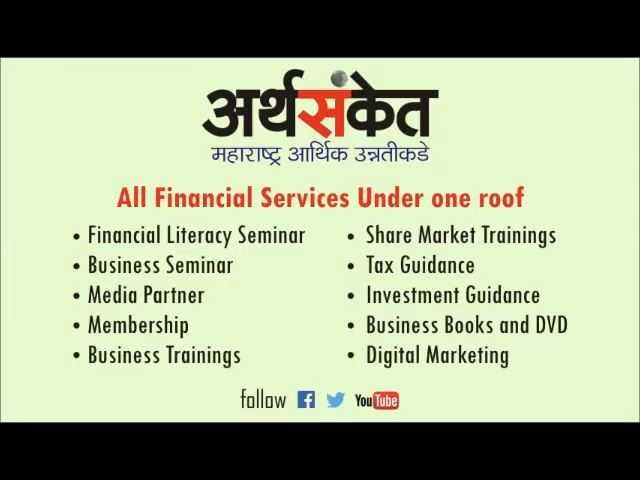 अर्थसंकेत
महाराष्ट्र आर्थिक उन्नतीकडे
All Financial Services Under one roof
• Financial Literacy Seminar
• Business Seminar
• Media Partner
• Membership
• Business Trainings
• Share Market Trainings
• Tax Guidance
• Investment Guidance
• Business Books and DVD
• Digital Marketing
follow f YouTube